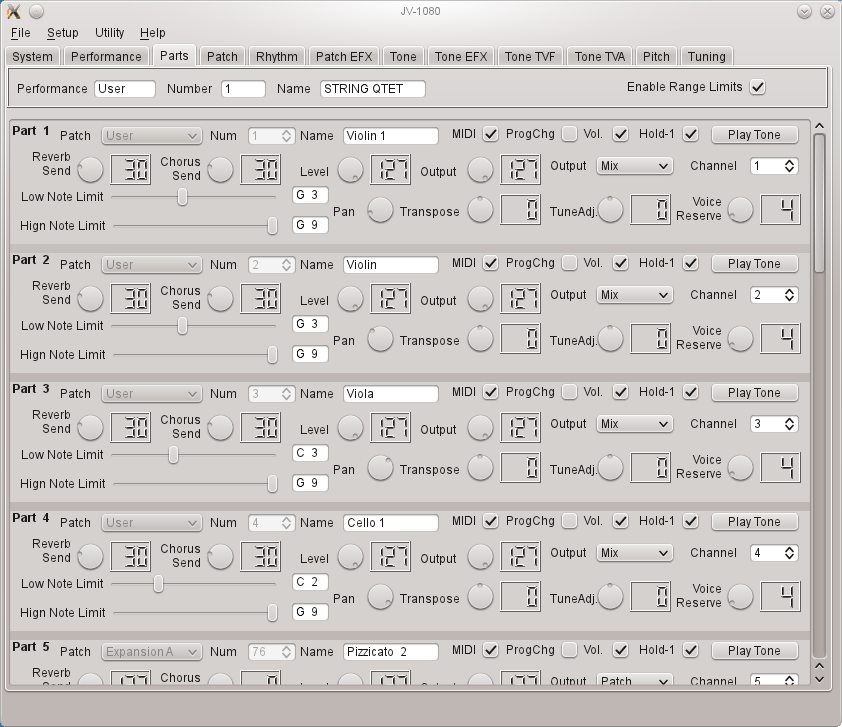 JV-1080
File Setup Utility Help
System Performance Parts Patch Rhythm Patch EFX Tone Tone EFX Tone TVF Tone TVA Pitch Tuning
Performance User Number 1 Name STRING QTET Enable Range Limits
Part 1 Patch User Num 1 Name Violin 1 MIDI ProgChg Vol. Hold-1 Play Tone
Reverb Send 30 Chorus Send 30 Level 127 Output 127 Output Mix Channel 1
Low Note Limit G 3
Pan Transpose 0 TuneAdj. 0 Voice Reserve 4
Hign Note Limit G 9
Part 2 Patch User Num 2 Name Violin MIDI ProgChg Vol. Hold-1 Play Tone
Reverb Send 30 Chorus Send 30 Level 127 Output 127 Output Mix Channel 2
Low Note Limit G 3
Pan Transpose 0 TuneAdj. 0 Voice Reserve 4
Hign Note Limit G 9
Part 3 Patch User Num 3 Name Viola MIDI ProgChg Vol. Hold-1 Play Tone
Reverb Send 30 Chorus Send 30 Level 127 Output 127 Output Mix Channel 3
Low Note Limit C 3
Pan Transpose 0 TuneAdj. 0 Voice Reserve 4
Hign Note Limit G 9
Part 4 Patch User Num 4 Name Cello 1 MIDI ProgChg Vol. Hold-1 Play Tone
Reverb Send 30 Chorus Send 30 Level 127 Output 127 Output Mix Channel 4
Low Note Limit C 2
Pan Transpose 0 TuneAdj. 0 Voice Reserve 4
Hign Note Limit G 9
Part 5 Patch Expansion A Num 76 Name Pizzicato 2 MIDI ProgChg Vol. Hold-1 Play Tone
Reverb Chorus Level Output Output Patch Channel 5